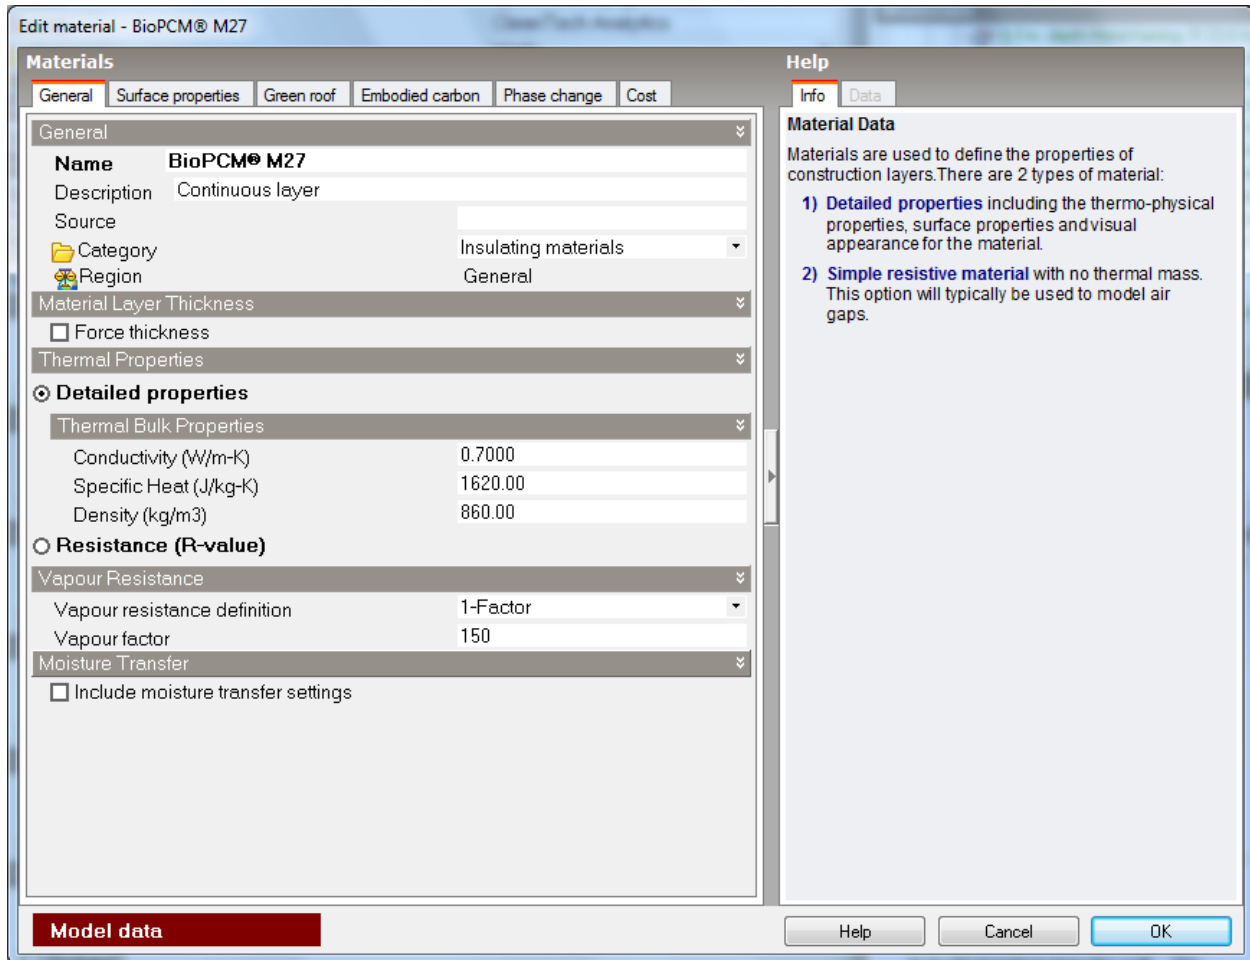 Edit material - BioPCM® M27
Materials
General Surface properties Green roof Embodied carbon Phase change Cost
General
Name BioPCM® M27
Description Continuous layer
Source
Category Insulating materials
Region General
Material Layer Thickness
Force thickness
Thermal Properties
Detailed properties
Thermal Bulk Properties
Conductivity (W/m-K) 0.7000
Specific Heat (J/kg-K) 1620.00
Density (kg/m3) 860.00
Resistance (R-value)
Vapour Resistance
Vapour resistance definition 1-Factor
Vapour factor 150
Moisture Transfer
Include moisture transfer settings
Model data
Help
Info Data
Material Data
Materials are used to define the properties of
construction layers.There are 2 types of material:
1) Detailed properties including the thermo-physical
properties, surface properties and visual
appearance for the material.
2) Simple resistive material with no thermal mass.
This option will typically be used to model air
gaps.
Help Cancel OK